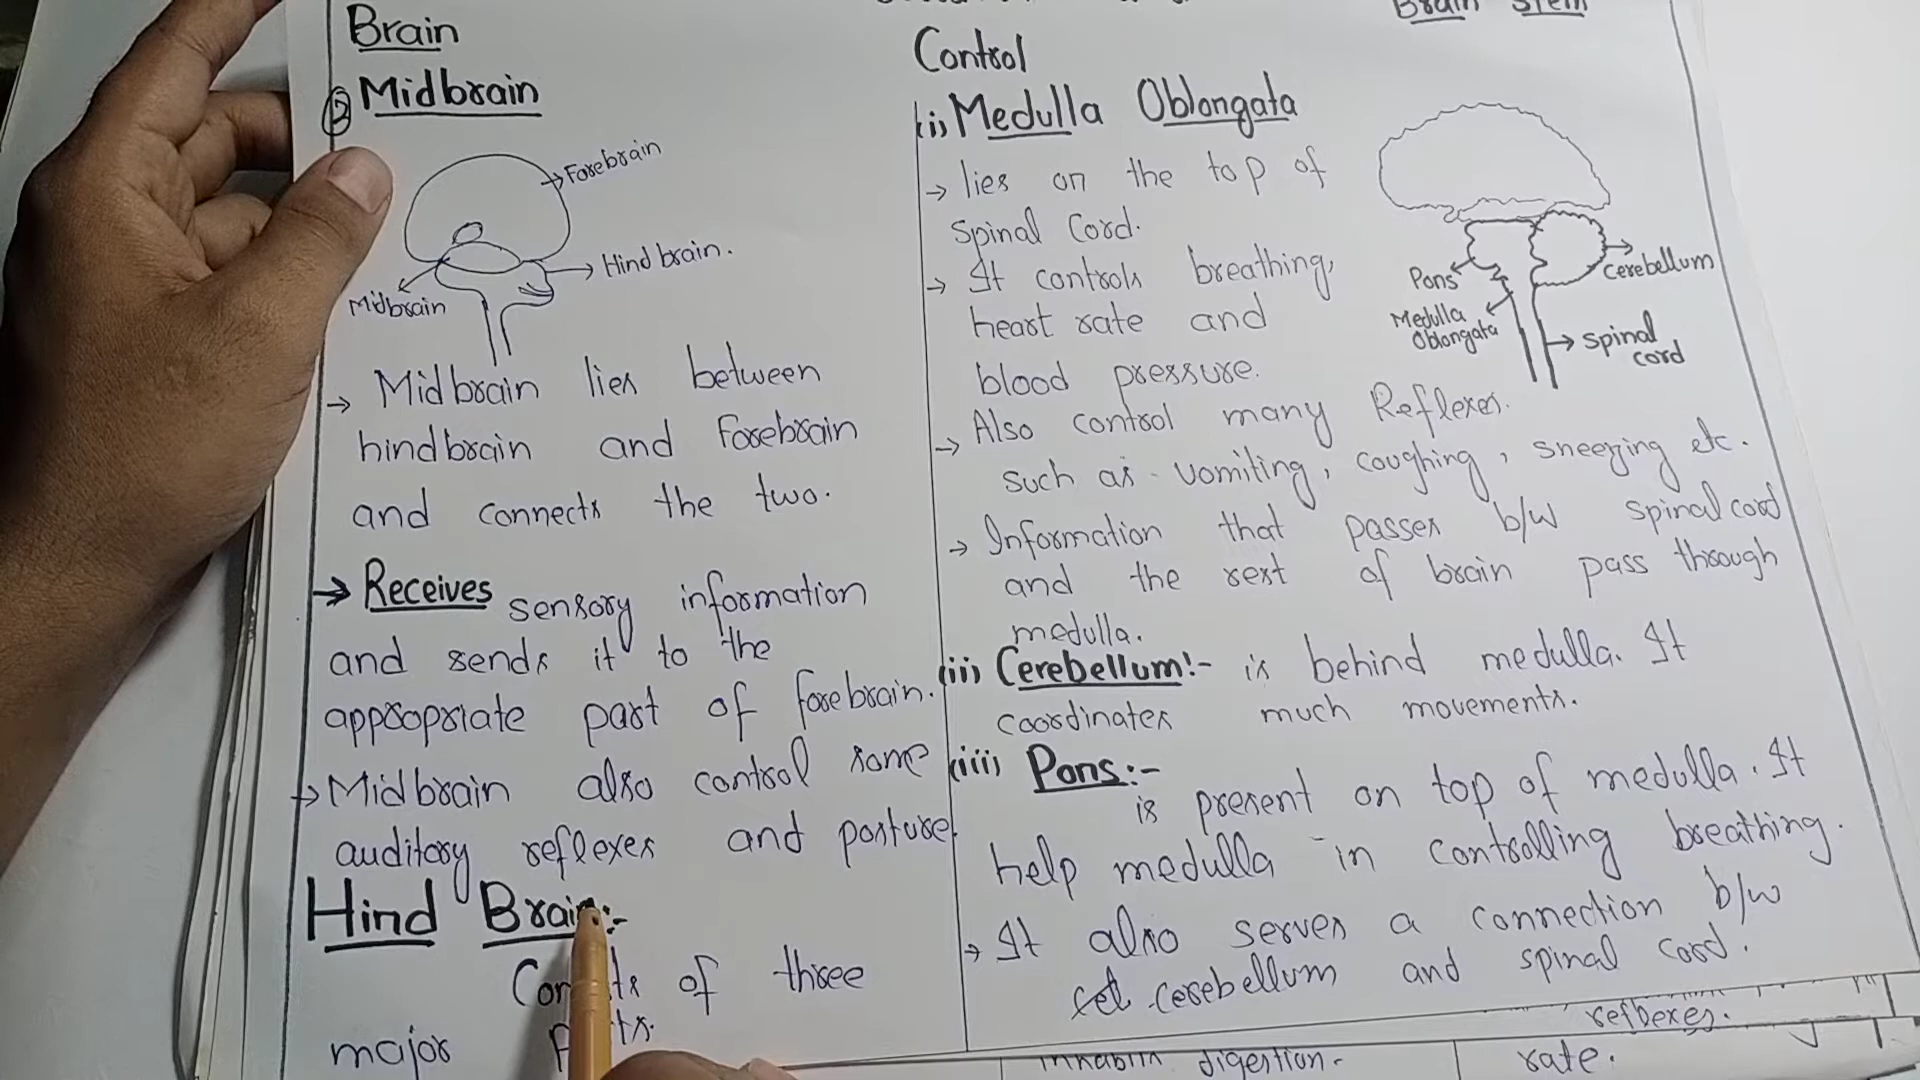 Brain
B Midbrain
Forebrain
Hind brain.
Midbrain
→ Midbrain lies between
hindbrain and Forebrain
and connects the two.
→ Receives sensory information
and sends it to the
appropriate part of forebrain.
→ Midbrain also control some
auditory reflexes and posture.
Hind Brain:-
of three
major
Brain Stem
Control
(i) Medulla Oblongata
→ lies on the top of
Spinal Cord.
→ It controls breathing,
heart rate and
blood pressure.
→ Also control many Reflexes.
such as - vomiting, coughing, sneezing etc.
→ Information that passes b/w spinal cord
and the rest of brain pass through
medulla.
Pons
Cerebellum
Medulla
Oblongata
Spinal
cord
(ii) Cerebellum:- is behind medulla. It
coordinates much movements.
(iii) Pons:-
is present on top of medulla. It
help medulla in controlling breathing.
→ It also serves a connection b/w
cerebellum and spinal cord.
reflexes.
digestion.
rate.